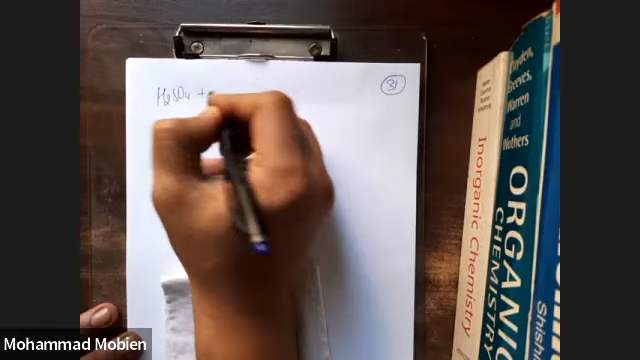 H2SO4 +
31
Inorganic Chemistry
Clayden,
Greeves,
Warren
and
Wothers
ORGANIC
CHEMISTRY
Mohammad Mobien